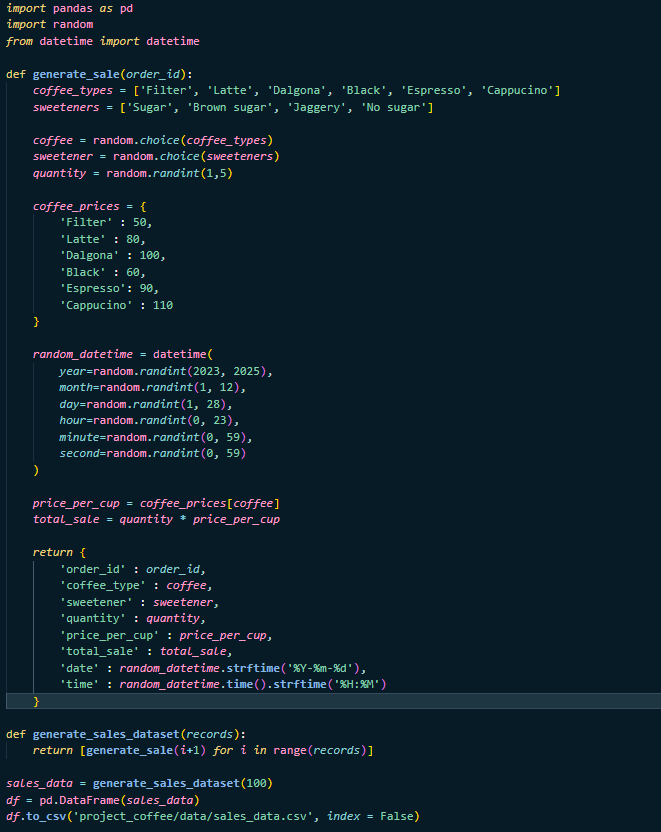 import pandas as pd
import random
from datetime import datetime

def generate_sale(order_id):
    coffee_types = ['Filter', 'Latte', 'Dalgona', 'Black', 'Espresso', 'Cappucino']
    sweeteners = ['Sugar', 'Brown sugar', 'Jaggery', 'No sugar']

    coffee = random.choice(coffee_types)
    sweetener = random.choice(sweeteners)
    quantity = random.randint(1,5)

    coffee_prices = {
        'Filter' : 50,
        'Latte' : 80,
        'Dalgona' : 100,
        'Black' : 60,
        'Espresso': 90,
        'Cappucino' : 110
    }

    random_datetime = datetime(
        year=random.randint(2023, 2025),
        month=random.randint(1, 12),
        day=random.randint(1, 28),
        hour=random.randint(0, 23),
        minute=random.randint(0, 59),
        second=random.randint(0, 59)
    )

    price_per_cup = coffee_prices[coffee]
    total_sale = quantity * price_per_cup

    return {
        'order_id' : order_id,
        'coffee_type' : coffee,
        'sweetener' : sweetener,
        'quantity' : quantity,
        'price_per_cup' : price_per_cup,
        'total_sale' : total_sale,
        'date' : random_datetime.strftime('%Y-%m-%d'),
        'time' : random_datetime.time().strftime('%H:%M')
    }

def generate_sales_dataset(records):
    return [generate_sale(i+1) for i in range(records)]

sales_data = generate_sales_dataset(100)
df = pd.DataFrame(sales_data)
df.to_csv('project_coffee/data/sales_data.csv', index = False)